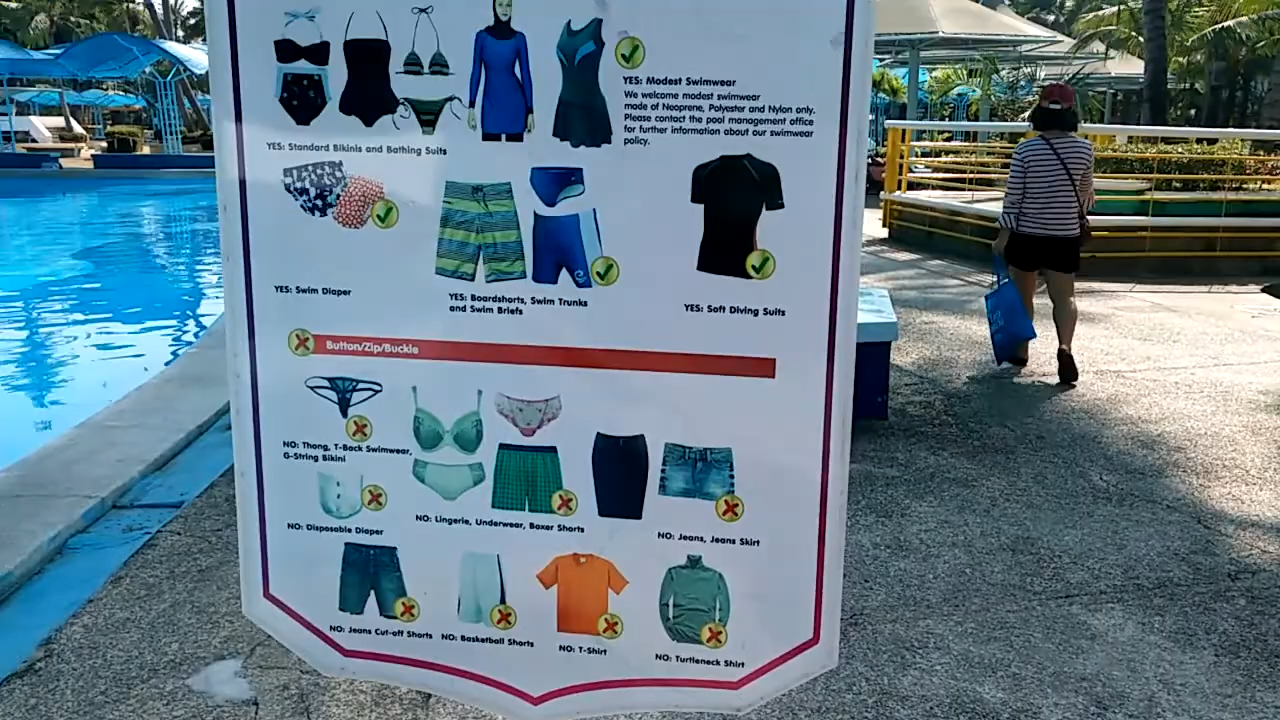 YES: Modest Swimwear
We welcome modest swimwear
made of Neoprene, Polyester and Nylon only.
Please contact the pool management office
for further information about our swimwear
policy.
YES: Standard Bikinis and Bathing Suits
YES: Swim Diaper
YES: Boardshorts, Swim Trunks
and Swim Briefs
YES: Soft Diving Suits
Button/Zip/Buckle
NO: Thong, T-Back Swimwear,
G-String Bikini
NO: Disposable Diaper
NO: Lingerie, Underwear, Boxer Shorts
NO: Jeans, Jeans Skirt
NO: Jeans Cut-off Shorts
NO: Basketball Shorts
NO: T-Shirt
NO: Turtleneck Shirt